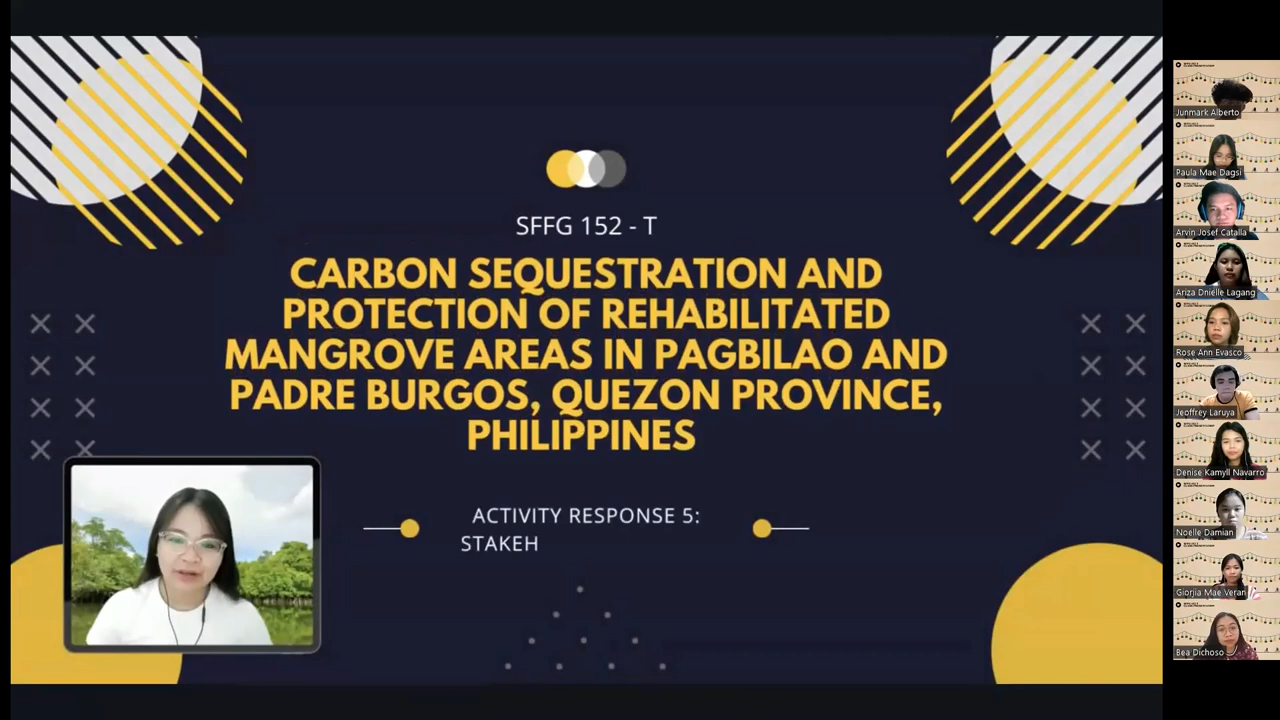 SFFG 152 - T
CARBON SEQUESTRATION AND
PROTECTION OF REHABILITATED
MANGROVE AREAS IN PAGBILAO AND
PADRE BURGOS, QUEZON PROVINCE,
PHILIPPINES
ACTIVITY RESPONSE 5:
STAKEH
Junmark Alberto
Paula Mae Dagsi
Arvin Josef Catalla
Ariza Dnielle Lagang
Rose Ann Evasco
Jeoffrey Laruya
Denise Kamyll Navarro
Noelle Damian
Giorjia Mae Veran
Bea Dichoso